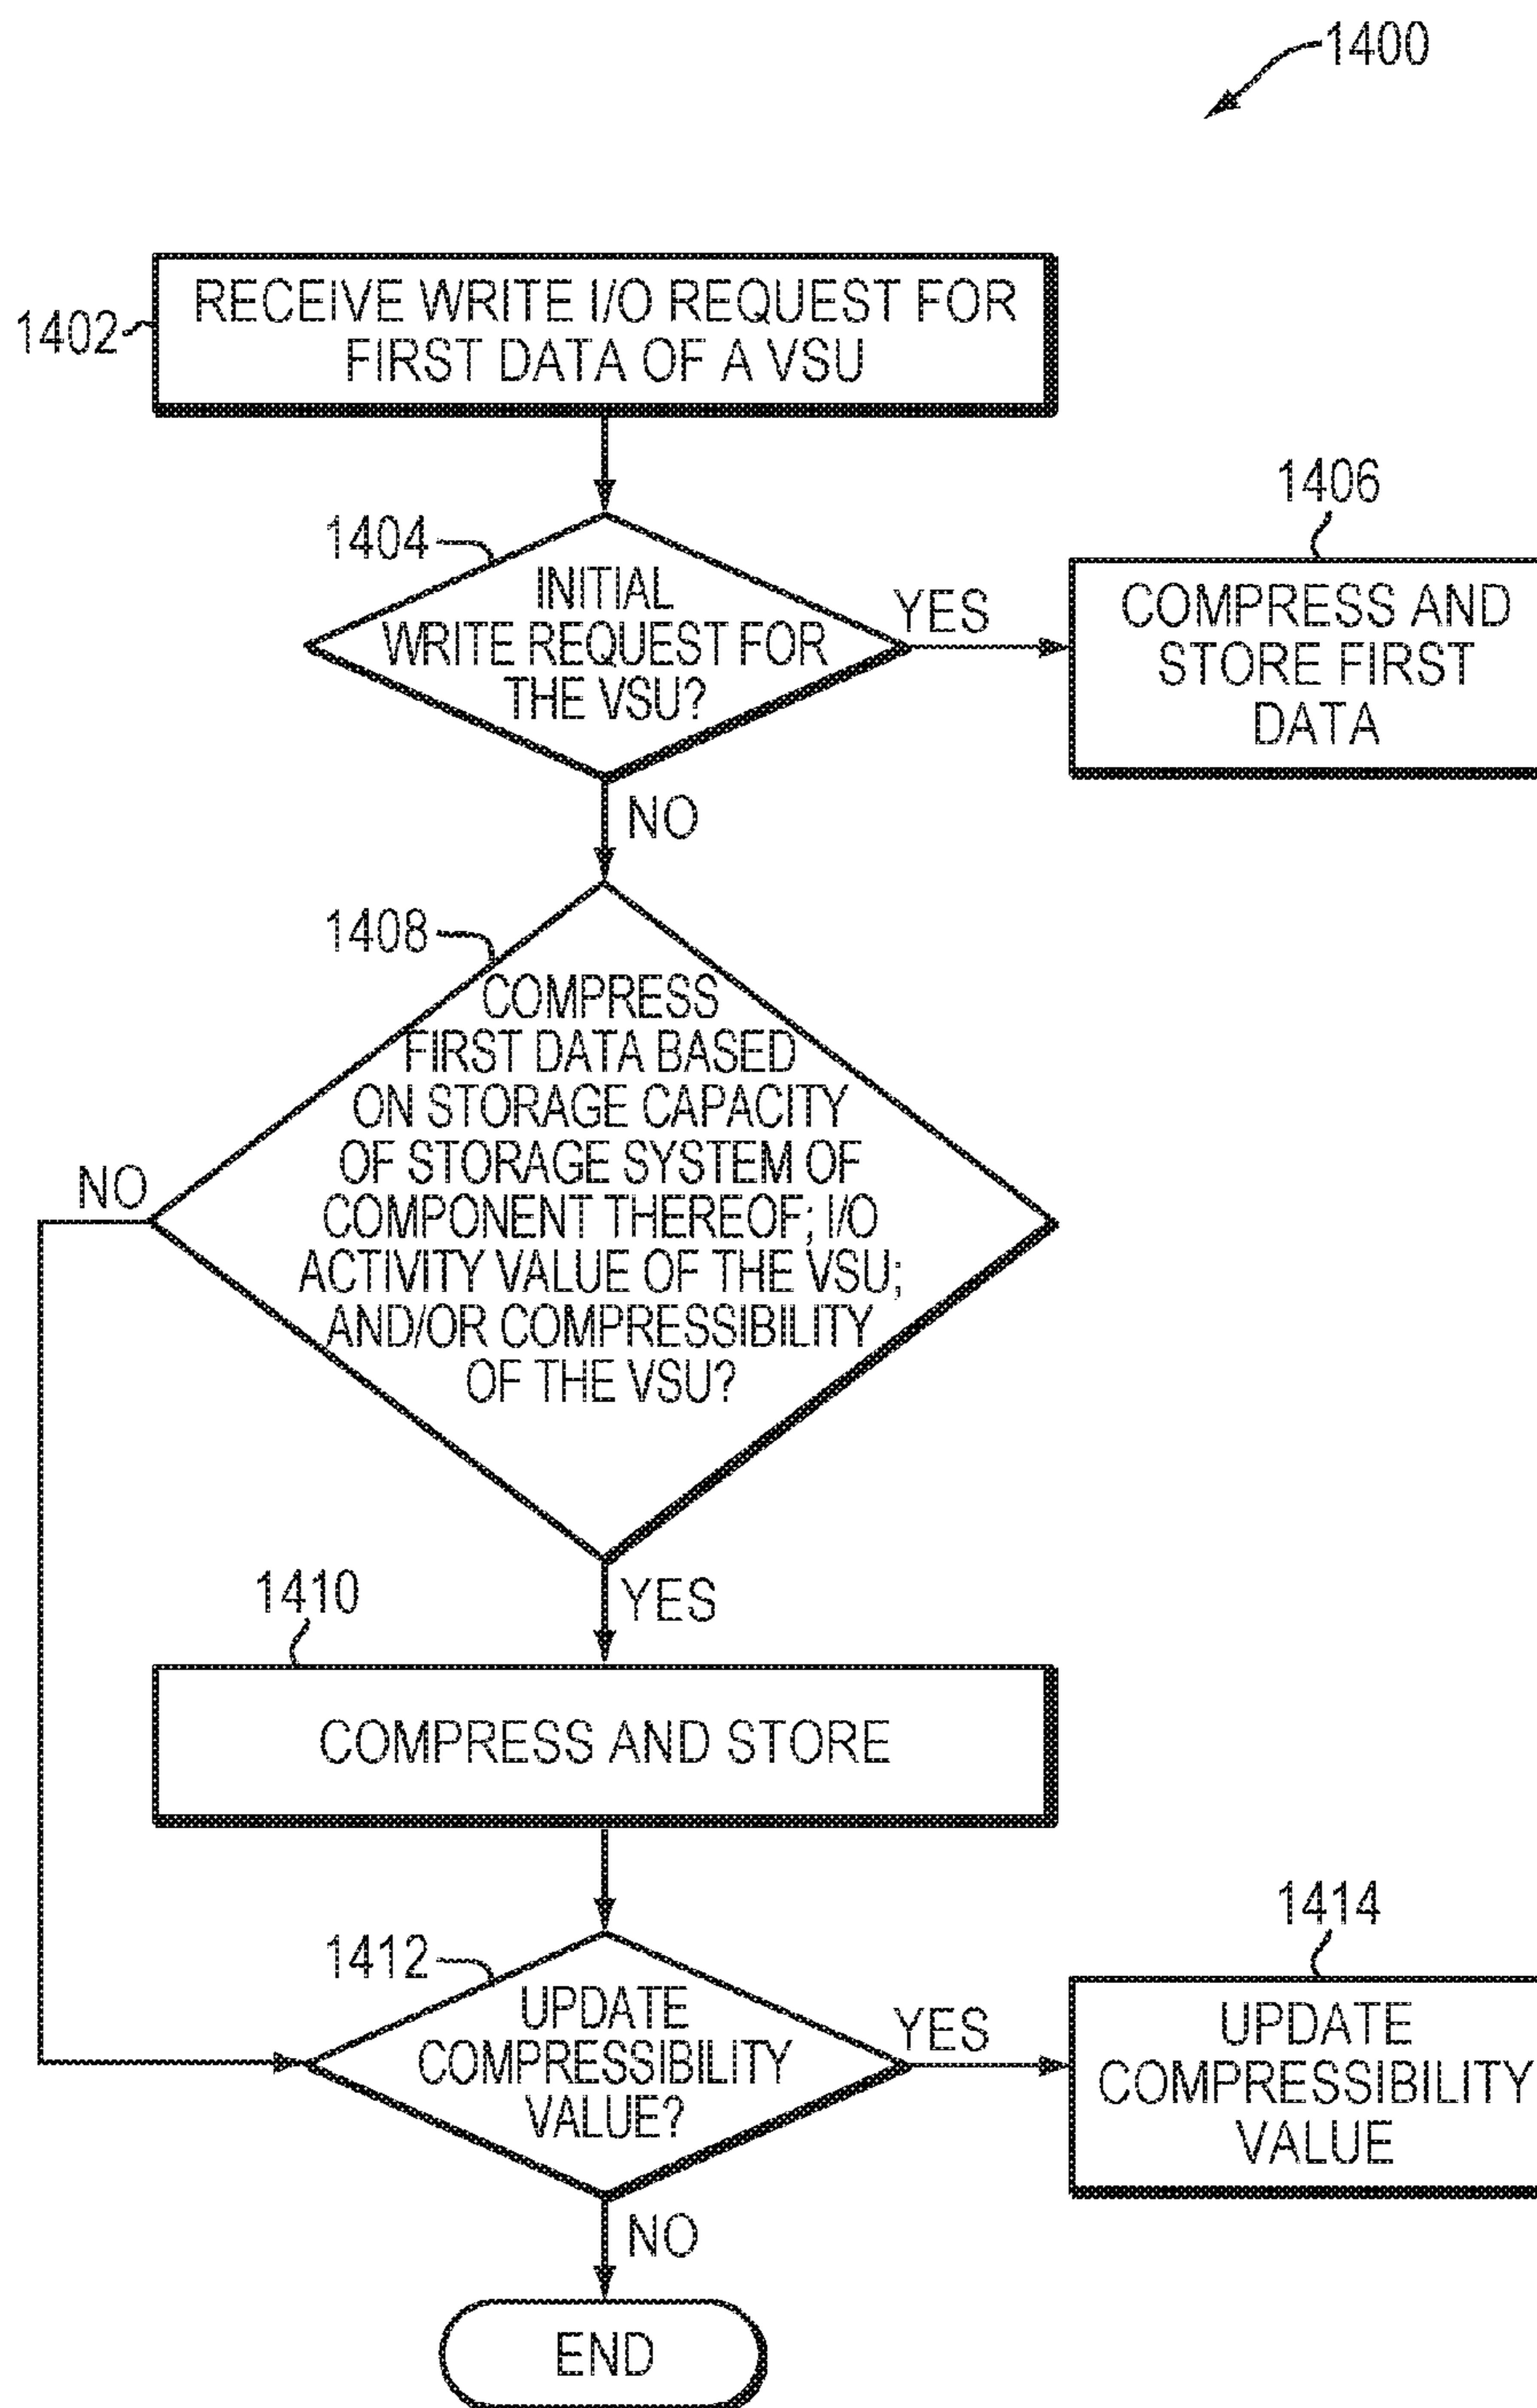 1400
1402
RECEIVE WRITE I/O REQUEST FOR
FIRST DATA OF A VSU
1404
INITIAL
WRITE REQUEST FOR
THE VSU?
YES
1406
COMPRESS AND
STORE FIRST
DATA
NO
1408
COMPRESS
FIRST DATA BASED
ON STORAGE CAPACITY
OF STORAGE SYSTEM OF
COMPONENT THEREOF; I/O
ACTIVITY VALUE OF THE VSU;
AND/OR COMPRESSIBILITY
OF THE VSU?
NO
YES
1410
COMPRESS AND STORE
1412
UPDATE
COMPRESSIBILITY
VALUE?
YES
1414
UPDATE
COMPRESSIBILITY
VALUE
NO
END